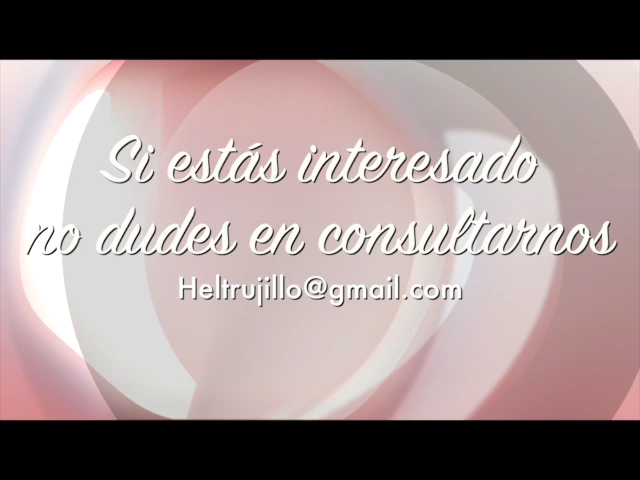 Si estás interesado
no dudes en consultarnos
Heltrujillo@gmail.com